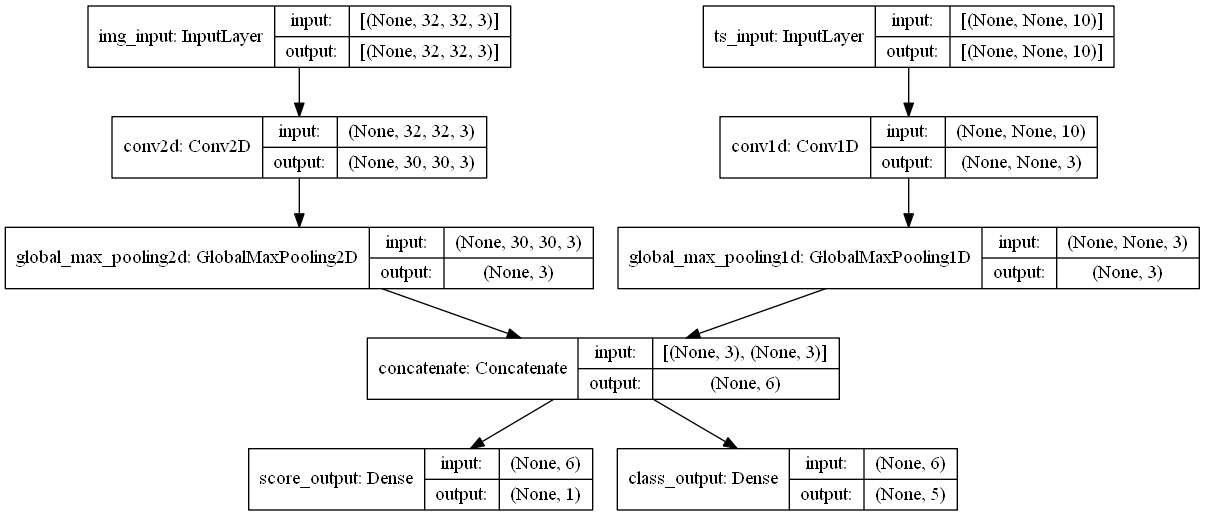 img_input: InputLayer
input: [(None, 32, 32, 3)]
output: [(None, 32, 32, 3)]
ts_input: InputLayer
input: [(None, None, 10)]
output: [(None, None, 10)]
conv2d: Conv2D
input: (None, 32, 32, 3)
output: (None, 30, 30, 3)
conv1d: Conv1D
input: (None, None, 10)
output: (None, None, 3)
global_max_pooling2d: GlobalMaxPooling2D
input: (None, 30, 30, 3)
output: (None, 3)
global_max_pooling1d: GlobalMaxPooling1D
input: (None, None, 3)
output: (None, 3)
concatenate: Concatenate
input: [(None, 3), (None, 3)]
output: (None, 6)
score_output: Dense
input: (None, 6)
output: (None, 1)
class_output: Dense
input: (None, 6)
output: (None, 5)